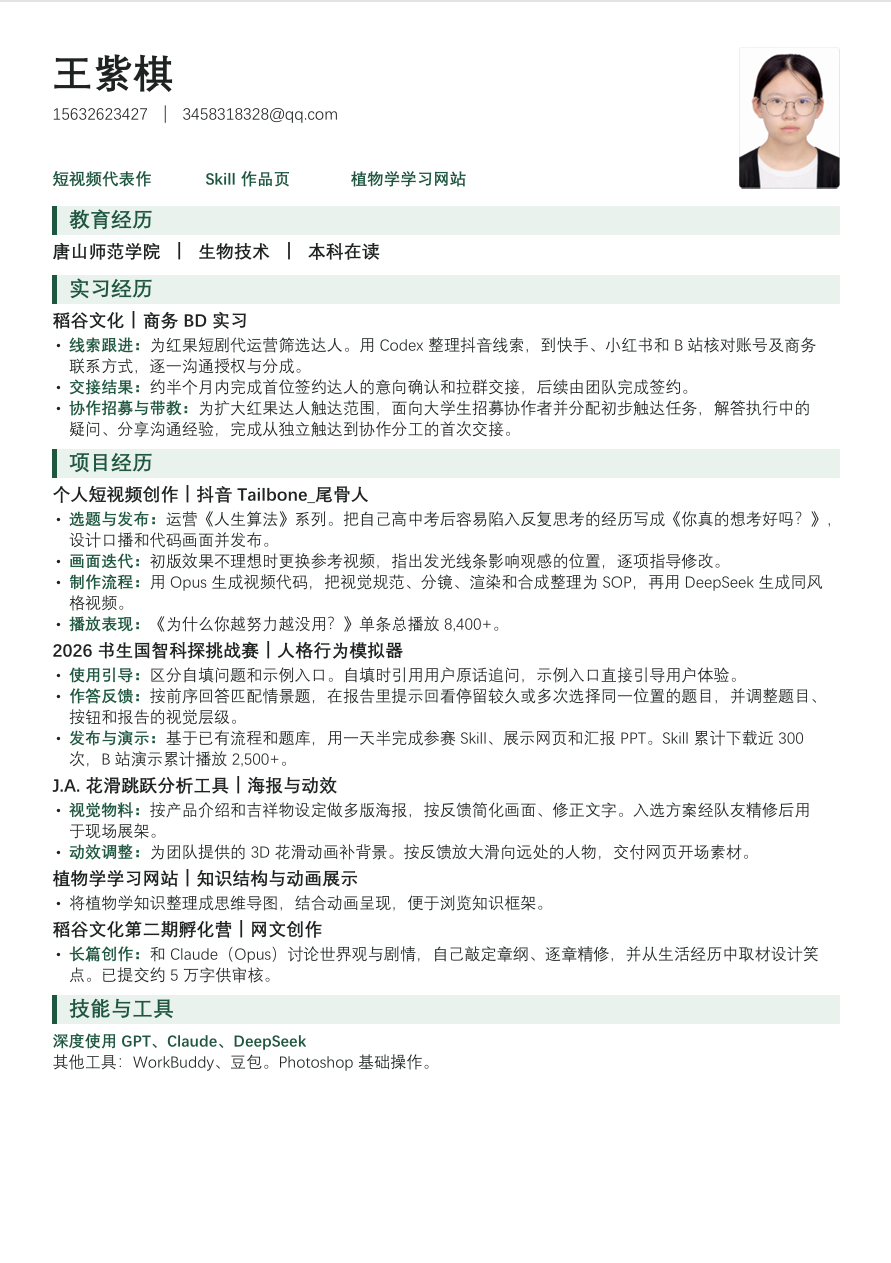 王紫棋
15632623427 | 3458318328@qq.com
短视频代表作 Skill 作品页 植物学学习网站
教育经历
唐山师范学院 | 生物技术 | 本科在读
实习经历
稻谷文化 | 商务 BD 实习
• 线索跟进：为红果短剧代运营筛选达人。用 Codex 整理抖音线索，到快手、小红书和 B 站核对账号及商务
联系方式，逐一沟通授权与分成。
• 交接结果：约半个月内完成首位签约达人的意向确认和拉群交接，后续由团队完成签约。
• 协作招募与带教：为扩大红果达人触达范围，面向大学生招募协作者并分配初步触达任务，解答执行中的
疑问、分享沟通经验，完成从独立触达到协作分工的首次交接。
项目经历
个人短视频创作 | 抖音 Tailbone_尾骨人
• 选题与发布：运营《人生算法》系列。把自己高中考后容易陷入反复思考的经历写成《你真的想考好吗？》，
设计口播和代码画面并发布。
• 画面迭代：初版效果不理想时更换参考视频，指出发光线条影响观感的位置，逐项指导修改。
• 制作流程：用 Opus 生成视频代码，把视觉规范、分镜、渲染和合成整理为 SOP，再用 DeepSeek 生成同风
格视频。
• 播放表现：《为什么你越努力越没用？》单条总播放 8,400+。
2026 书生国智科探挑战赛 | 人格行为模拟器
• 使用引导：区分自填问题和示例入口。自填时引用用户原话追问，示例入口直接引导用户体验。
• 作答反馈：按前序回答匹配情景题，在报告里提示回看停留较久或多次选择同一位置的题目，并调整题目、
按钮和报告的视觉层级。
• 发布与演示：基于已有流程和题库，用一天半完成参赛 Skill、展示网页和汇报 PPT。Skill 累计下载近 300
次，B 站演示累计播放 2,500+。
J.A. 花滑跳跃分析工具 | 海报与动效
• 视觉物料：按产品介绍和吉祥物设定做多版海报，按反馈简化画面、修正文字。入选方案经队友精修后用
于现场展架。
• 动效调整：为团队提供的 3D 花滑动画补背景。按反馈放大滑向远处的人物，交付网页开场素材。
植物学学习网站 | 知识结构与动画展示
• 将植物学知识整理成思维导图，结合动画呈现，便于浏览知识框架。
稻谷文化第二期孵化营 | 网文创作
• 长篇创作：和 Claude（Opus）讨论世界观与剧情，自己敲定章纲、逐章精修，并从生活经历中取材设计笑
点。已提交约 5 万字供审核。
技能与工具
深度使用 GPT、Claude、DeepSeek
其他工具：WorkBuddy、豆包。Photoshop 基础操作。